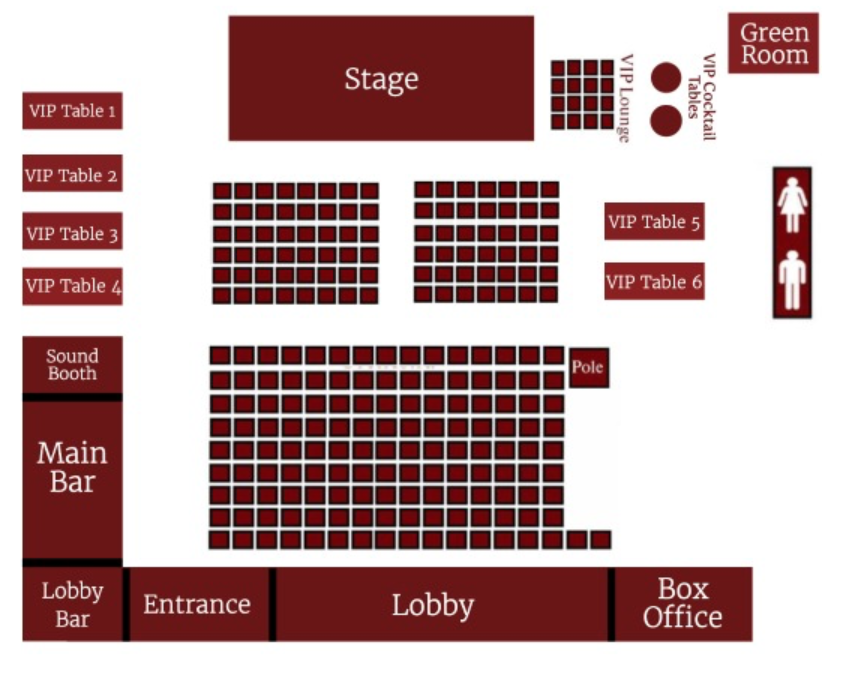 Stage
VIP Lounge
VIP Cocktail
Tables
Green
Room
VIP Table 1
VIP Table 2
VIP Table 3
VIP Table 4
VIP Table 5
VIP Table 6
Sound
Booth
Pole
Main
Bar
Lobby
Bar
Entrance
Lobby
Box
Office